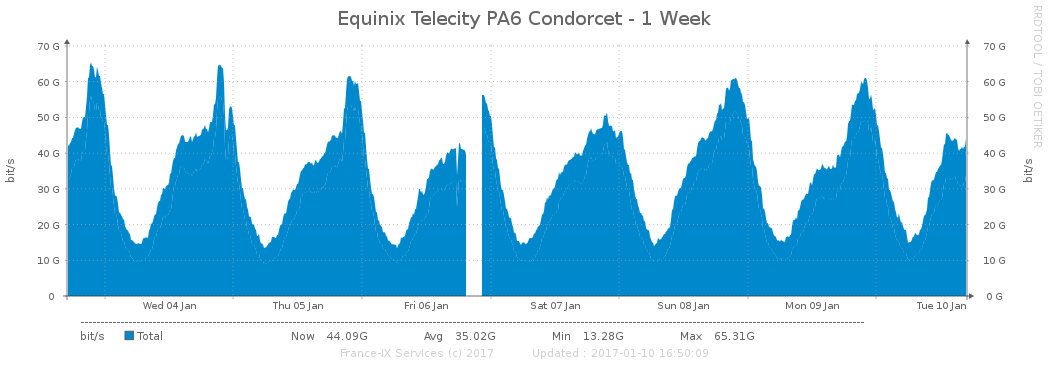 Equinix Telecity PA6 Condorcet - 1 Week
RRDTOOL / TOBI OETIKER
70 G 70 G
60 G 60 G
50 G 50 G
40 G 40 G
30 G 30 G
20 G 20 G
10 G 10 G
0 0 G
bit/s
bit/s
Wed 04 Jan Thu 05 Jan Fri 06 Jan Sat 07 Jan Sun 08 Jan Mon 09 Jan Tue 10 Jan
bit/s Total Now 44.09G Avg 35.02G Min 13.28G Max 65.31G
France-IX Services (c) 2017 Updated : 2017-01-10 16:50:09